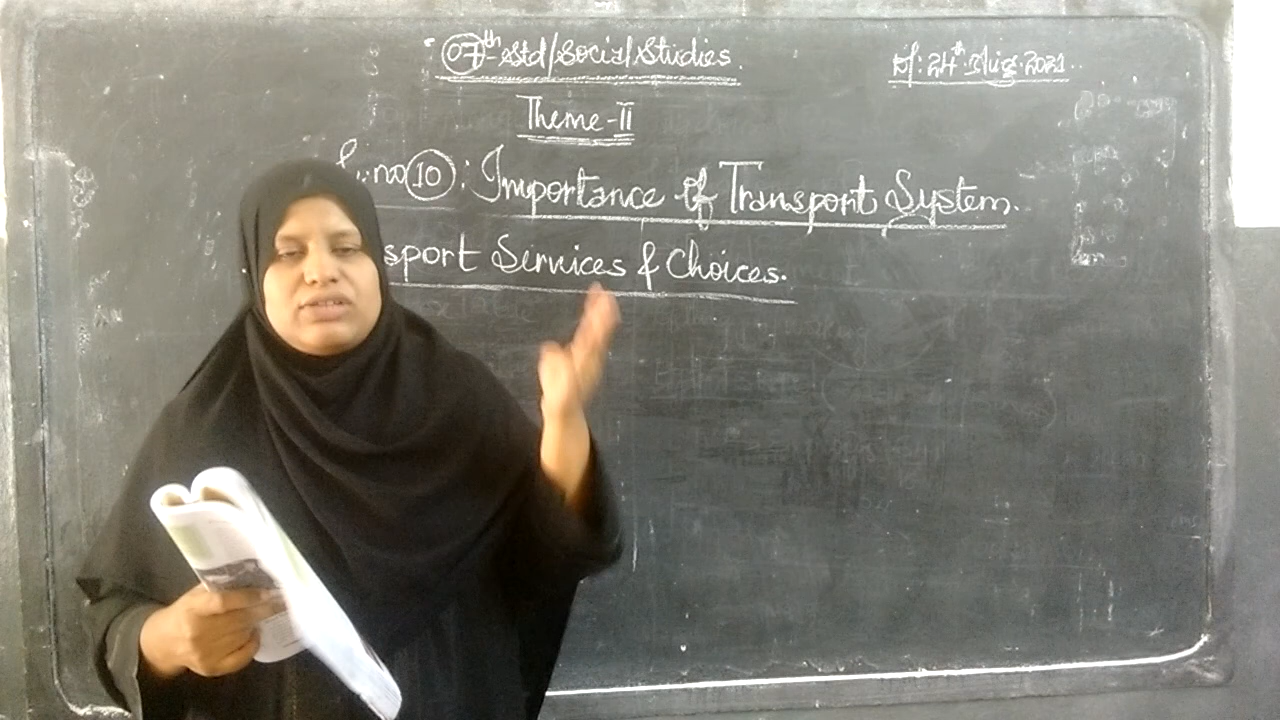 07th Std/Social Studies.
Dt: 24th Aug. 2021..
Theme-II
L.no 10: Importance of Transport System.
sport Services & Choices.